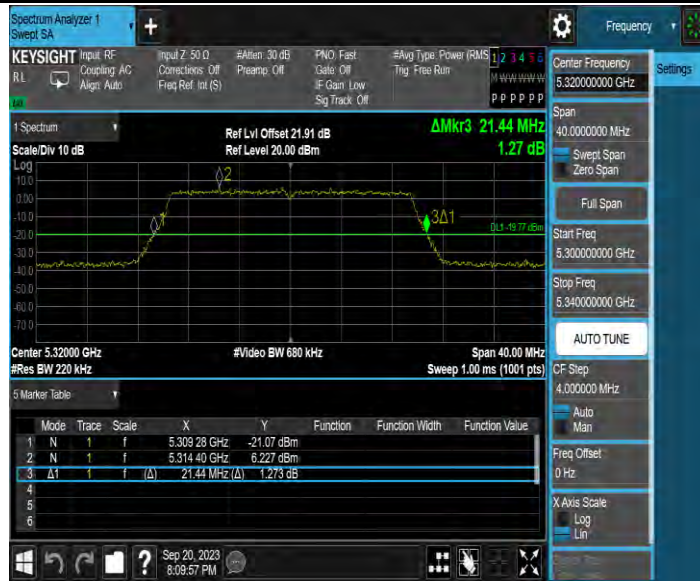 Spectrum Analyzer 1
Swept SA
+
Frequency
KEYSIGHT Input: RF Input Z: 50 Ω #Atten: 30 dB PNO: Fast #Avg Type: Power (RMS 1 2 3 4 5 6
RL Coupling: AC Corrections: Off Preamp: Off Gate: Off Trig: Free Run M W W W W W
Align: Auto Freq Ref: Int (S) IF Gain: Low
Sig Track: Off P P P P P P
1 Spectrum
Ref Lvl Offset 21.91 dB ΔMkr3 21.44 MHz
Scale/Div 10 dB Ref Level 20.00 dBm 1.27 dB
Log
10.0
0.00
-10.0
-20.0
-30.0
-40.0
-50.0
-60.0
-70.0
1
2
3Δ1
DL1 -19.77 dBm
Center 5.32000 GHz #Video BW 680 kHz Span 40.00 MHz
#Res BW 220 kHz Sweep 1.00 ms (1001 pts)
5 Marker Table
Mode Trace Scale X Y Function Function Width Function Value
1 N 1 f 5.309 28 GHz -21.07 dBm
2 N 1 f 5.314 40 GHz 6.227 dBm
3 Δ1 1 f (Δ) 21.44 MHz (Δ) 1.273 dB
4
5
6
Sep 20, 2023
8:09:57 PM
Center Frequency
5.320000000 GHz
Settings
Span
40.0000000 MHz
Swept Span
Zero Span
Full Span
Start Freq
5.300000000 GHz
Stop Freq
5.340000000 GHz
AUTO TUNE
CF Step
4.000000 MHz
Auto
Man
Freq Offset
0 Hz
X Axis Scale
Log
Lin